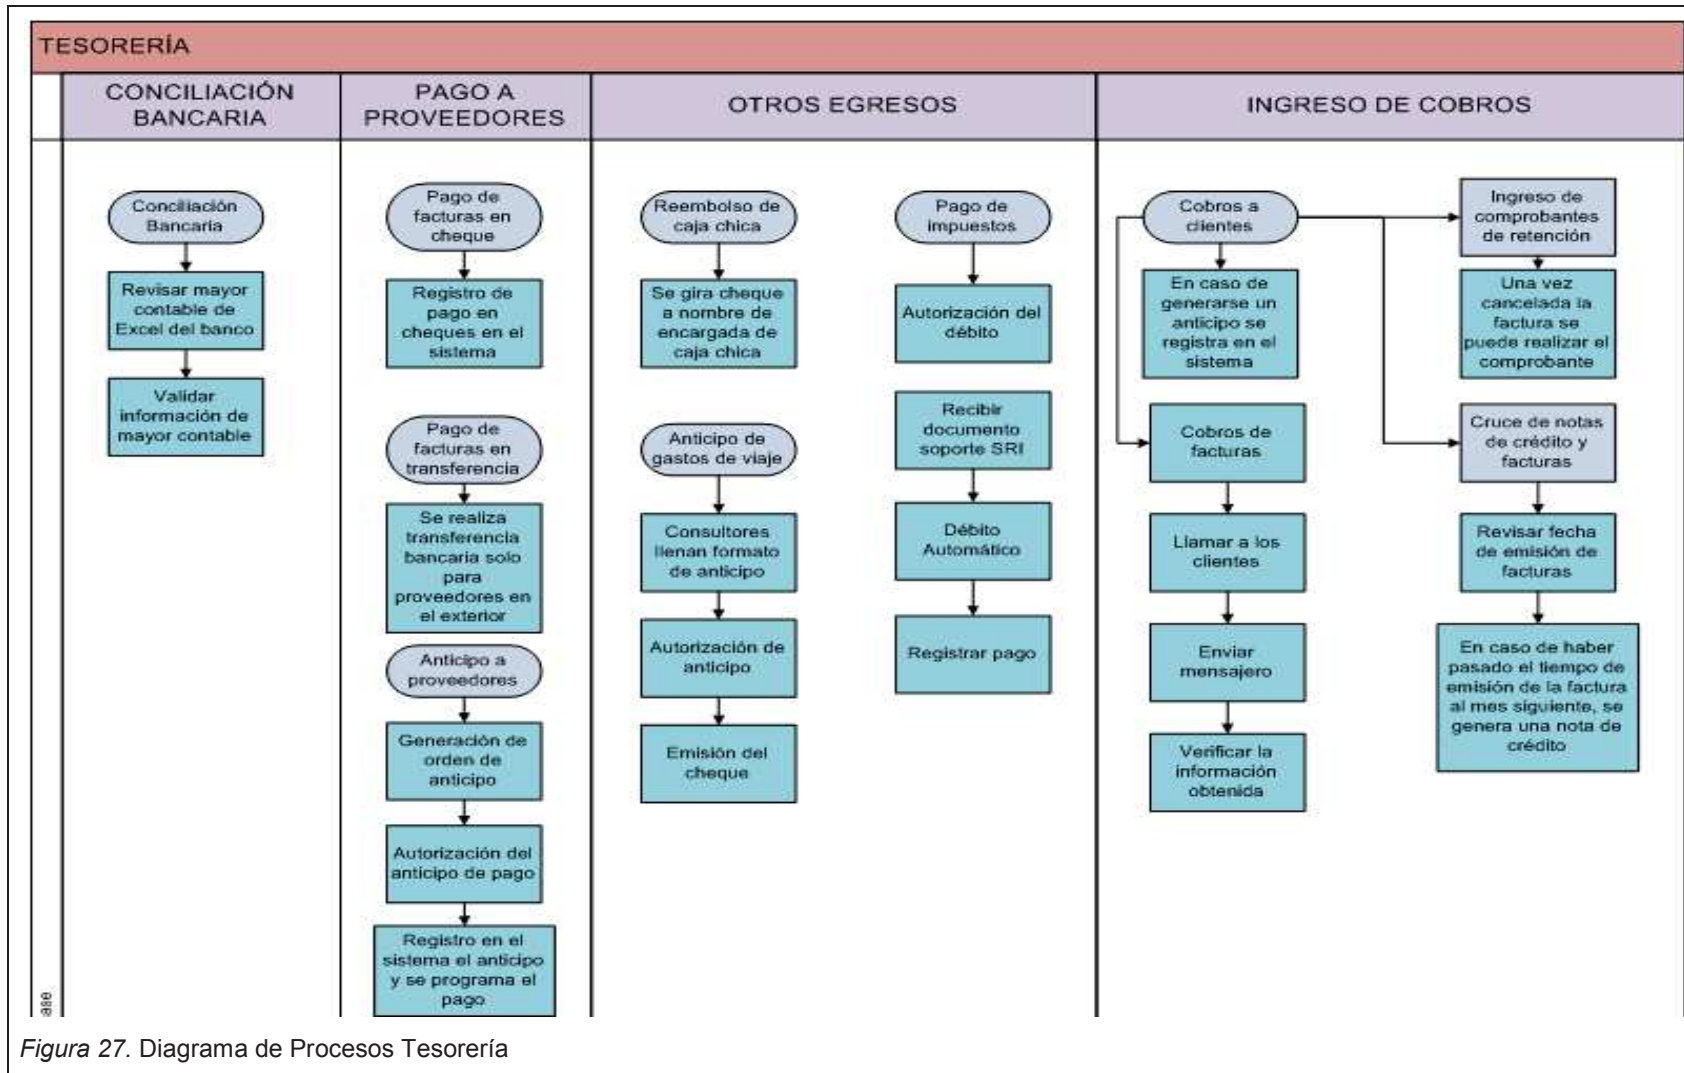 TESORERÍA
CONCILIACIÓN
BANCARIA
PAGO A
PROVEEDORES
OTROS EGRESOS
INGRESO DE COBROS
Conciliación
Bancaria
Revisar mayor
contable de
Excel del banco
Validar
información de
mayor contable
Pago de
facturas en
cheque
Registro de
pago en
cheques en el
sistema
Pago de
facturas en
transferencia
Se realiza
transferencia
bancaria solo
para
proveedores en
el exterior
Anticipo a
proveedores
Generación de
orden de
anticipo
Autorización del
anticipo de pago
Registro en el
sistema el anticipo
y se programa el
pago
Reembolso de
caja chica
Se gira cheque
a nombre de
encargada de
caja chica
Anticipo de
gastos de viaje
Consultores
llenan formato
de anticipo
Autorización de
anticipo
Emisión del
cheque
Pago de
impuestos
Autorización del
débito
Recibir
documento
soporte SRI
Débito
Automático
Registrar pago
Cobros a
clientes
En caso de
generarse un
anticipo se
registra en el
sistema
Cobros de
facturas
Llamar a los
clientes
Enviar
mensajero
Verificar la
información
obtenida
Ingreso de
comprobantes
de retención
Una vez
cancelada la
factura se
puede realizar el
comprobante
Cruce de notas
de crédito y
facturas
Revisar fecha
de emisión de
facturas
En caso de haber
pasado el tiempo de
emisión de la factura
al mes siguiente, se
genera una nota de
crédito
Figura 27. Diagrama de Procesos Tesorería